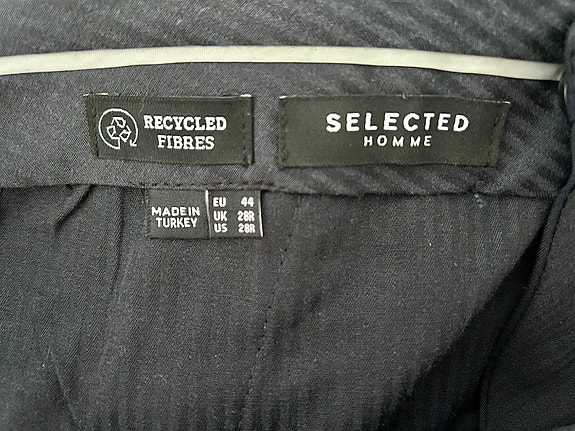 RECYCLED
FIBRES
SELECTED
HOMME
MADE IN
TURKEY
EU 44
UK 28R
US 28R